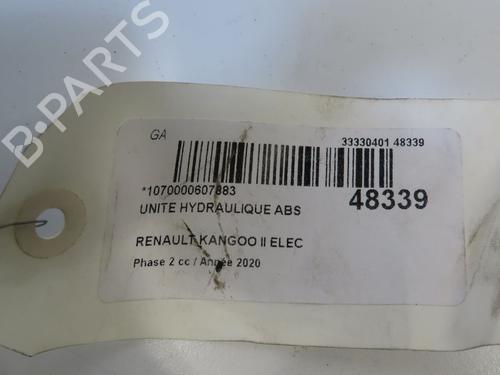 B-PARTS
GA
33330401 48339
*1070000607883
48339
UNITE HYDRAULIQUE ABS
RENAULT KANGOO II ELEC
Phase 2 cc / Année 2020